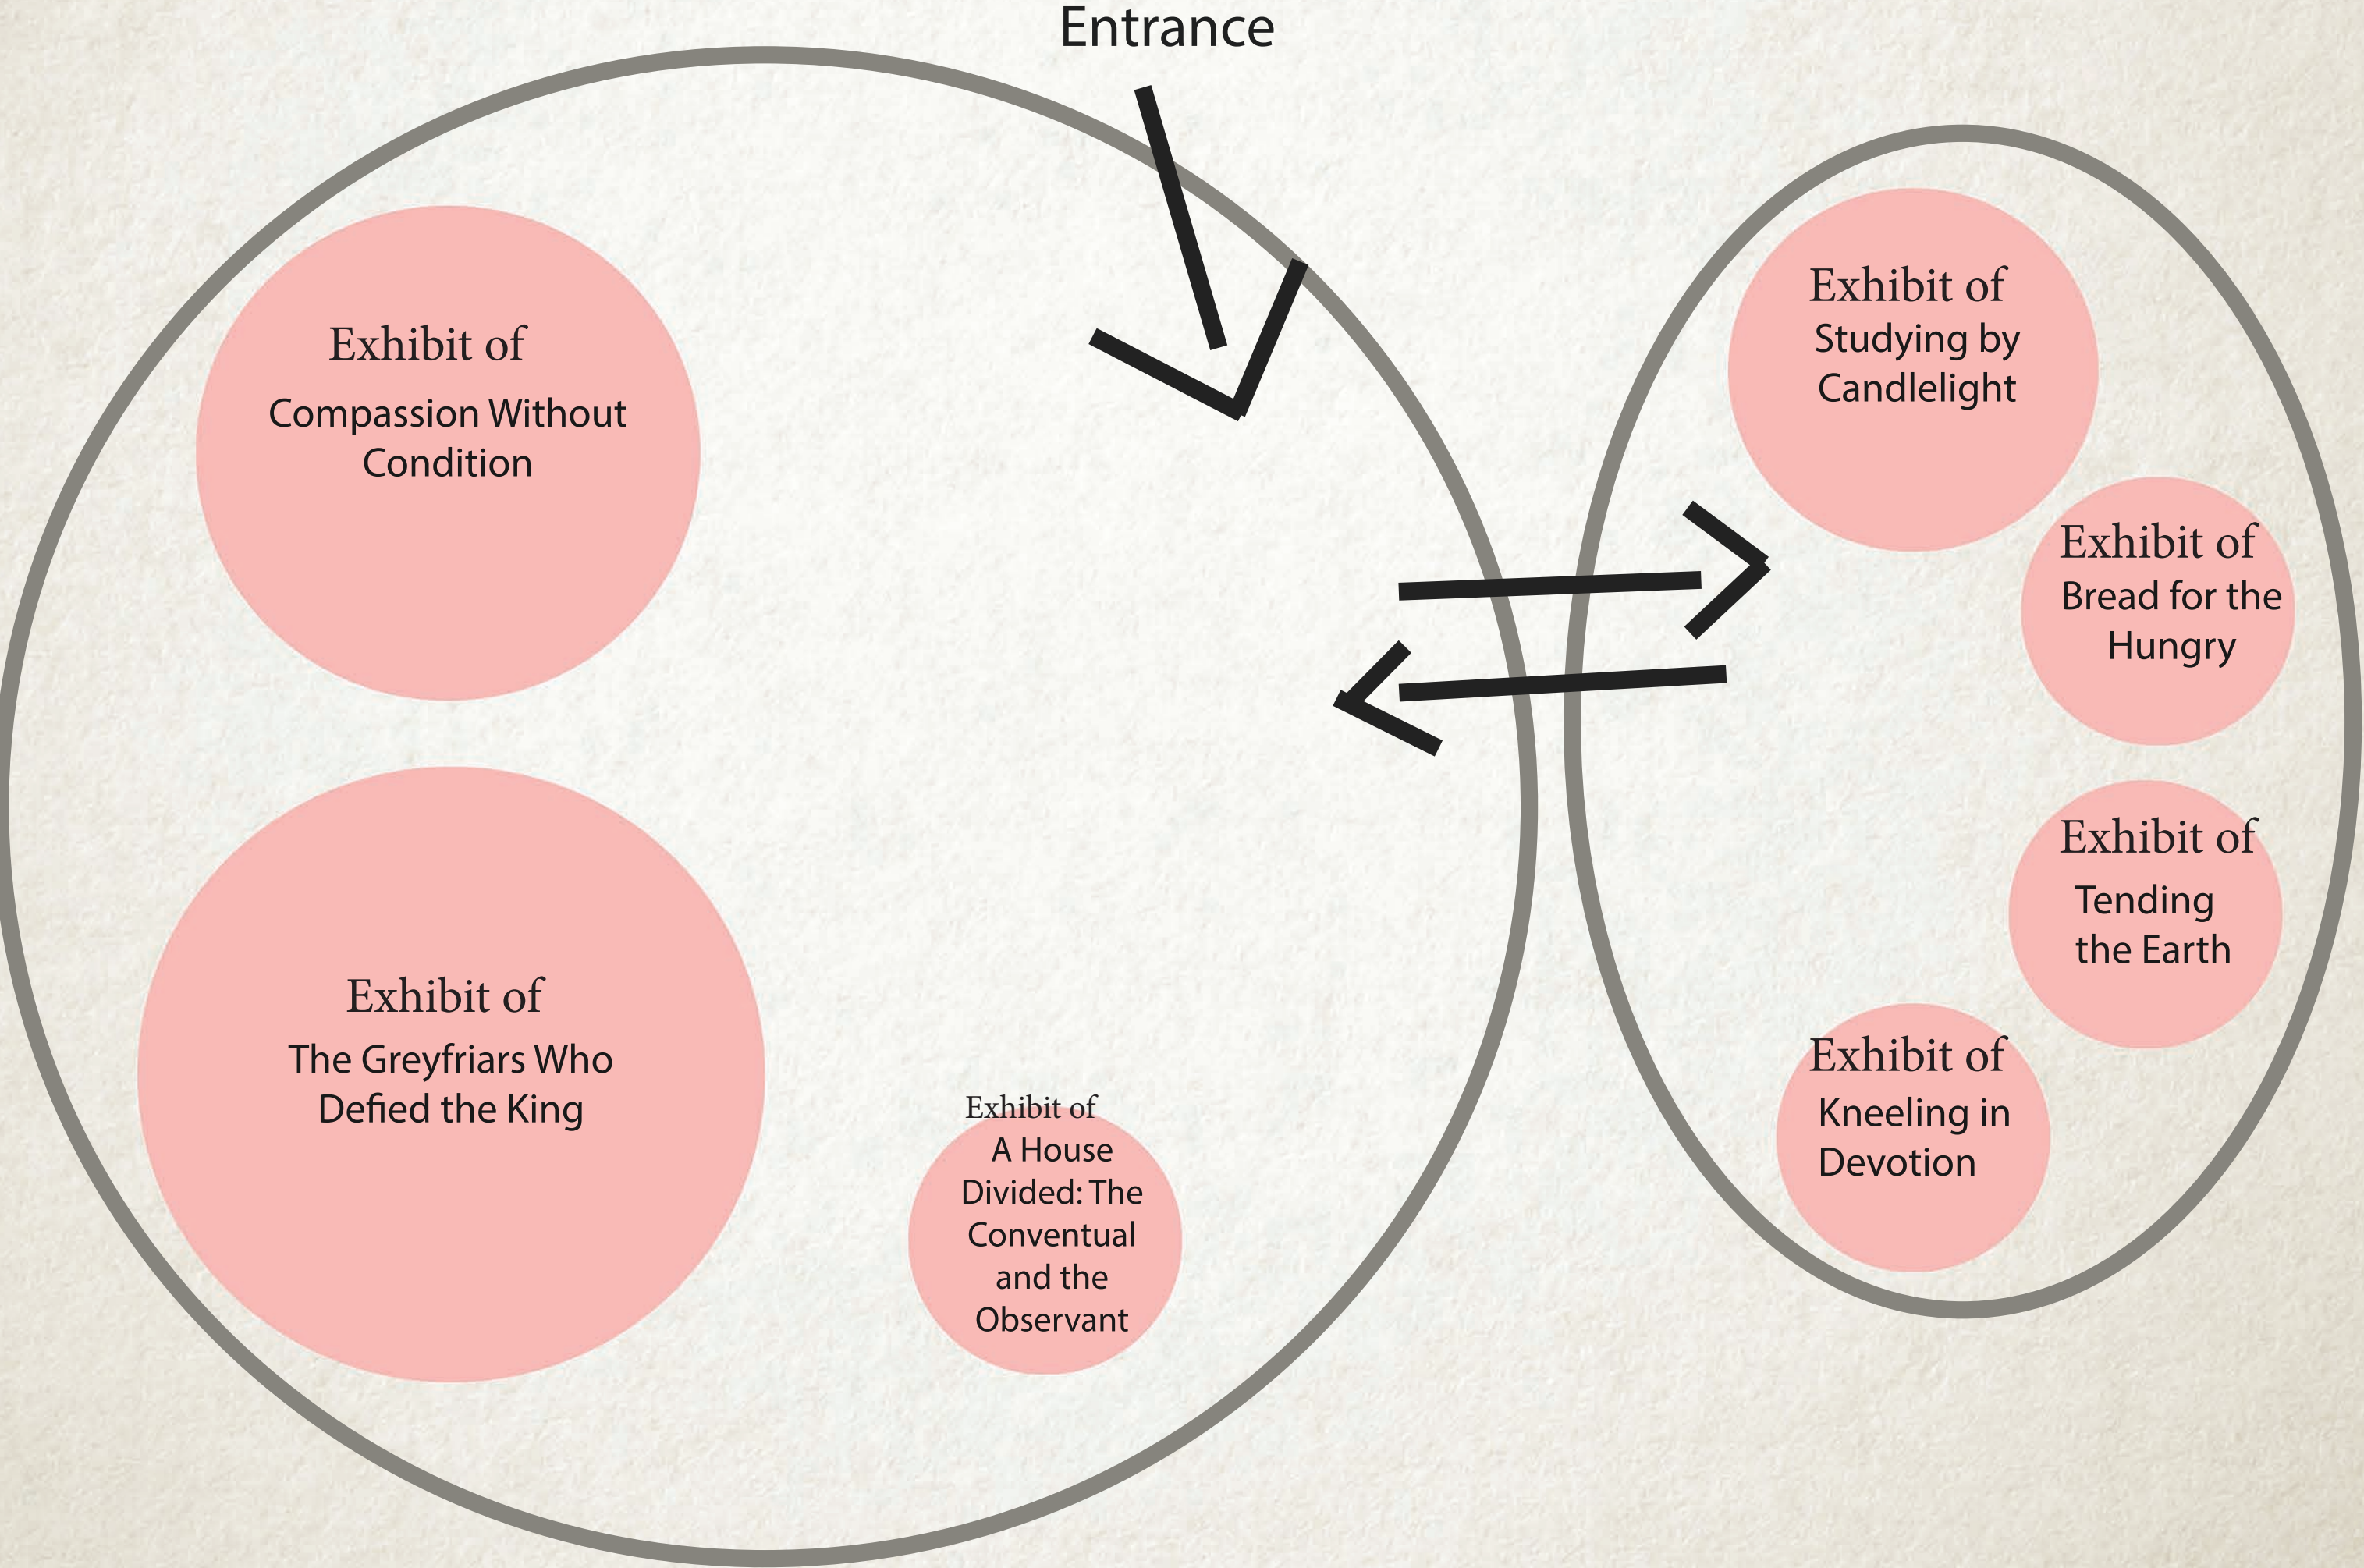 Entrance
Exhibit of
Compassion Without
Condition
Exhibit of
The Greyfriars Who
Defied the King
Exhibit of
A House
Divided: The
Conventual
and the
Observant
Exhibit of
Studying by
Candlelight
Exhibit of
Bread for the
Hungry
Exhibit of
Tending
the Earth
Exhibit of
Kneeling in
Devotion